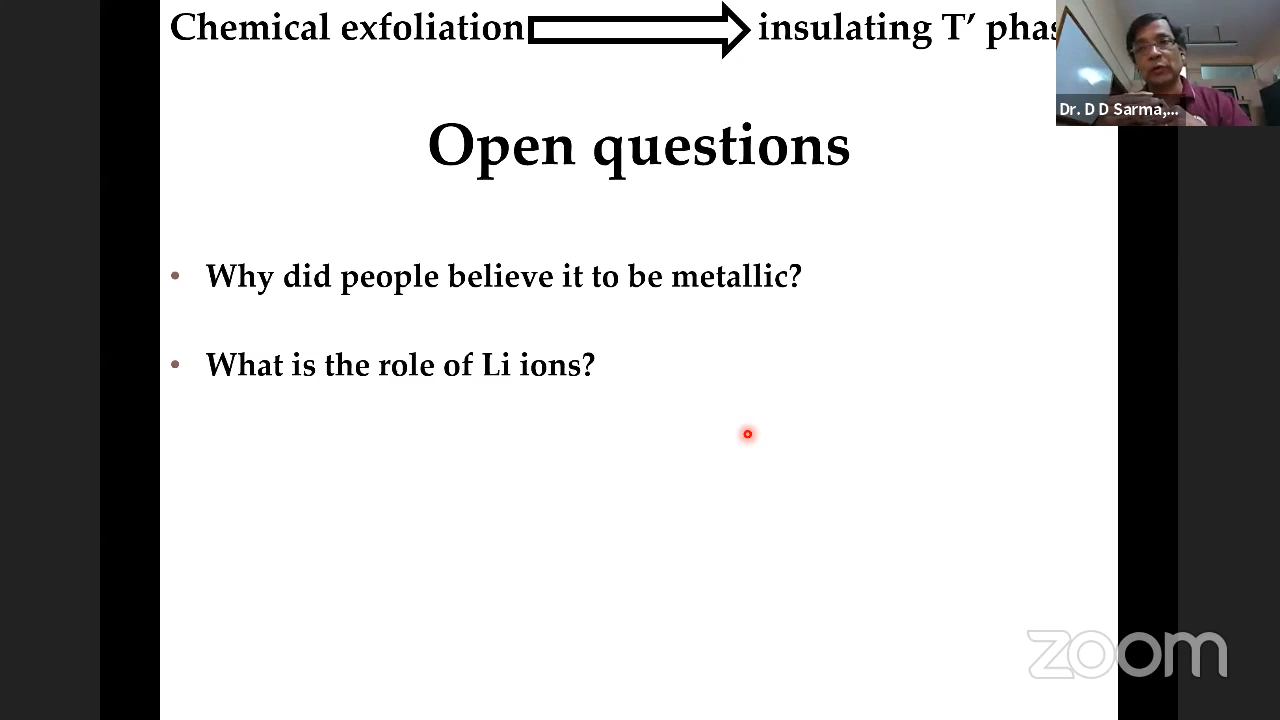 Chemical exfoliation insulating T′ phas
Dr. D D Sarma,...
Open questions
• Why did people believe it to be metallic?
• What is the role of Li ions?
zoom